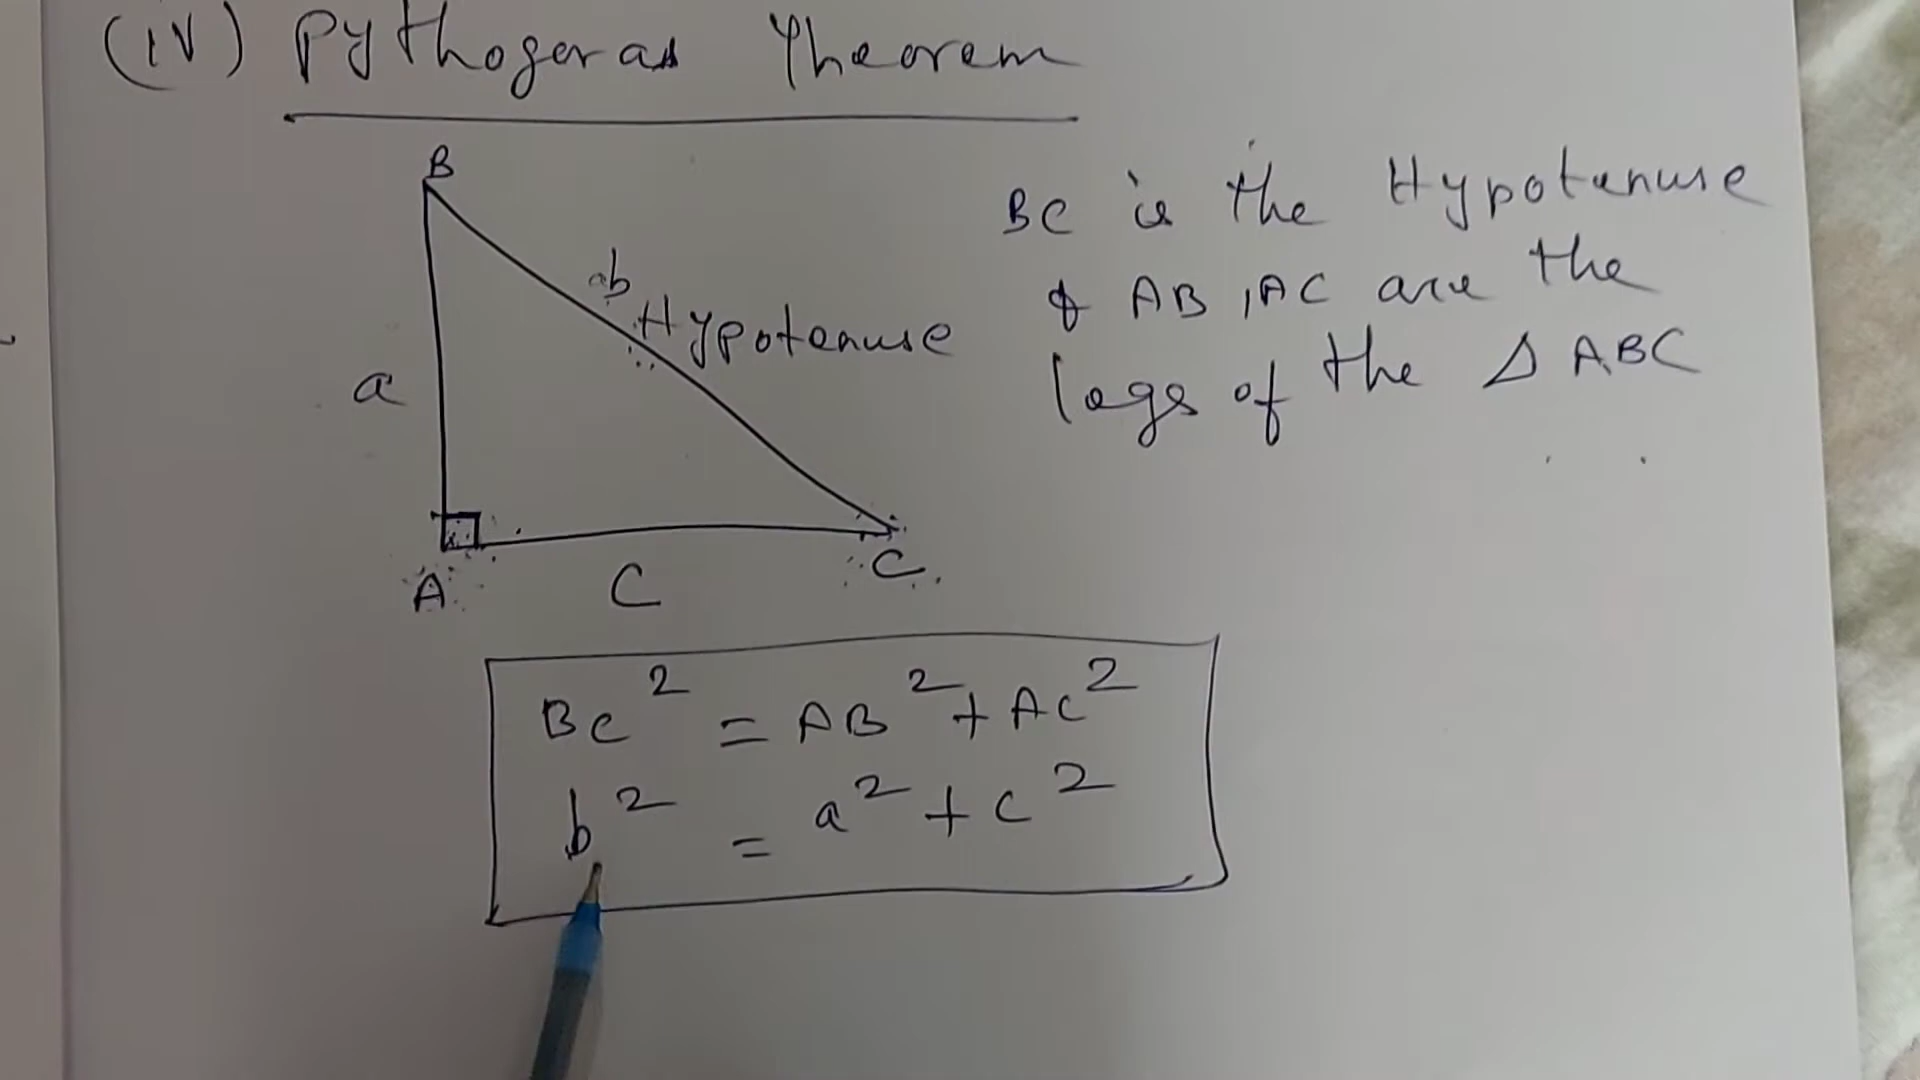 (iv) Pythogoras Theorem
B
BC is the Hypotenuse
& AB, AC are the
legs of the △ ABC
b
Hypotenuse
a
A
C
C
BC² = AB² + AC²
b² = a² + c²